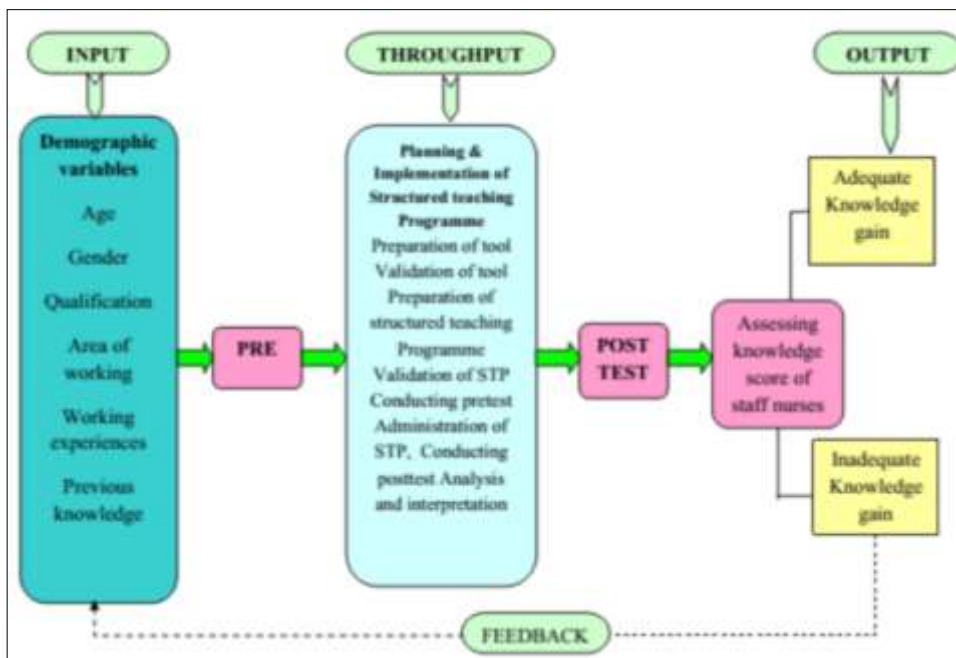 INPUT
THROUGHPUT
OUTPUT
Demographic
variables
Age
Gender
Qualification
Area of
working
Working
experiences
Previous
knowledge
PRE
Planning &
Implementation of
Structured teaching
Programme
Preparation of tool
Validation of tool
Preparation of
structured teaching
Programme
Validation of STP
Conducting pretest
Administration of
STP, Conducting
posttest Analysis
and interpretation
POST
TEST
Assessing
knowledge
score of
staff nurses
Adequate
Knowledge
gain
Inadequate
Knowledge
gain
FEEDBACK